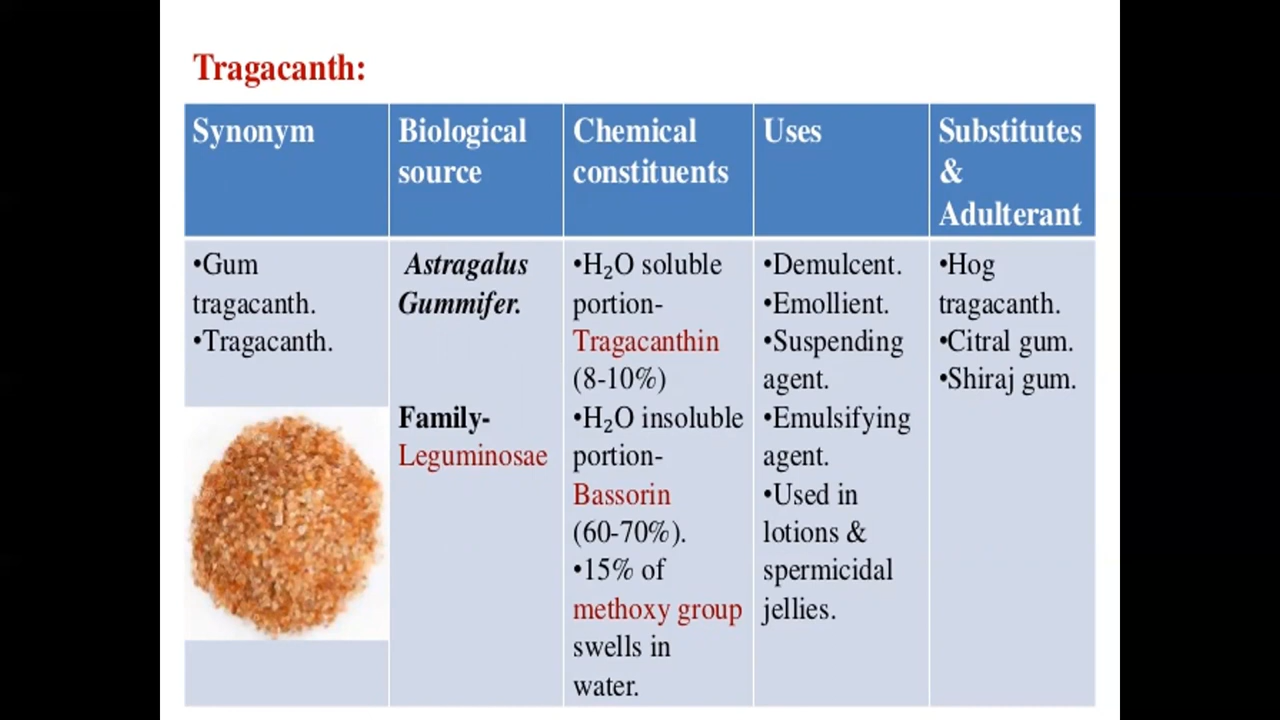 Tragacanth:
Synonym
Biological
source
Chemical
constituents
Uses
Substitutes
&
Adulterant
•Gum
tragacanth.
•Tragacanth.
Astragalus
Gummifer.
Family-
Leguminosae
•H₂O soluble
portion-
Tragacanthin
(8-10%)
•H₂O insoluble
portion-
Bassorin
(60-70%).
•15% of
methoxy group
swells in
water.
•Demulcent.
•Emollient.
•Suspending
agent.
•Emulsifying
agent.
•Used in
lotions &
spermicidal
jellies.
•Hog
tragacanth.
•Citral gum.
•Shiraj gum.